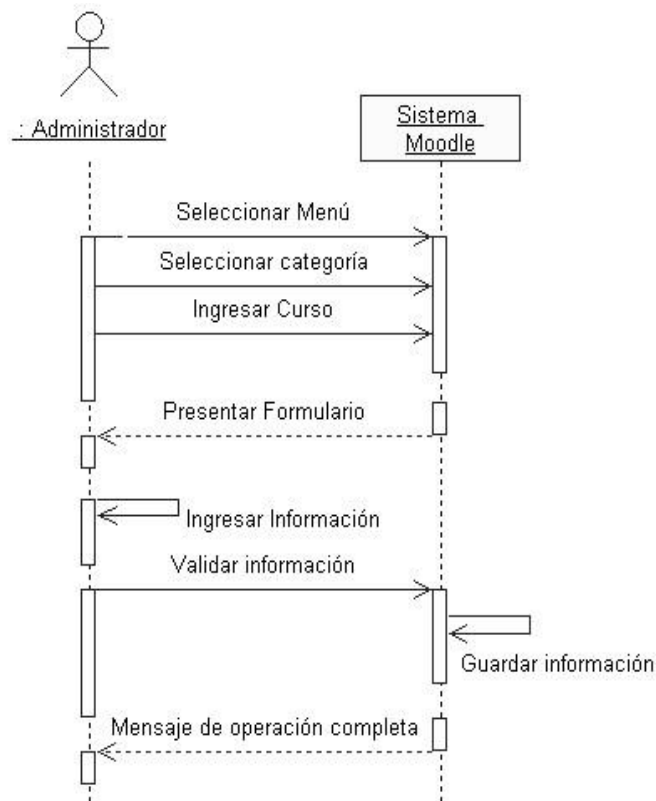 : Administrador
Sistema
Moodle
Seleccionar Menú
Seleccionar categoría
Ingresar Curso
Presentar Formulario
Ingresar Información
Validar información
Guardar información
Mensaje de operación completa